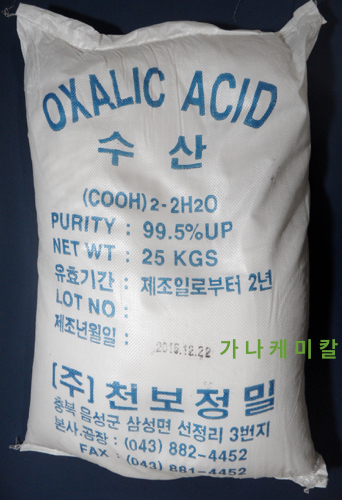 OXALIC ACID
수 산
(COOH)2-2H2O
PURITY : 99.5%UP
NET WT : 25 KGS
유효기간 : 제조일로부터 2년
LOT NO :
제조년월일 : 2015.12.22
가나케미칼
(주) 천보정밀
충북 음성군 삼성면 선정리 3번지
본사·공장 : (043) 882-4452
FAX : (043) 881-4452